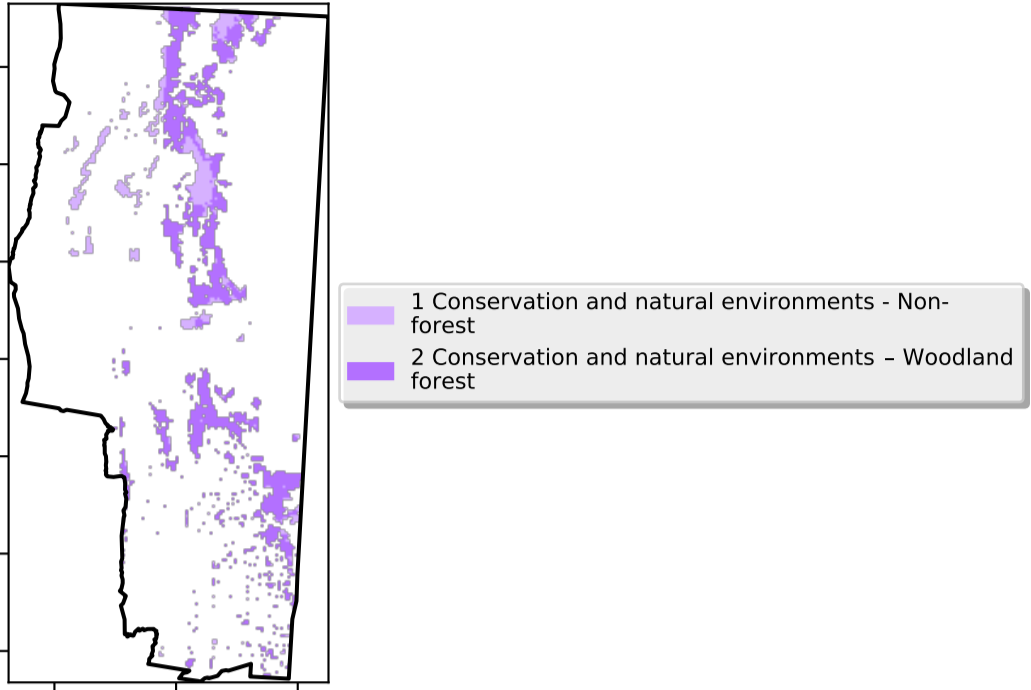 1 Conservation and natural environments - Non-
forest
2 Conservation and natural environments – Woodland
forest